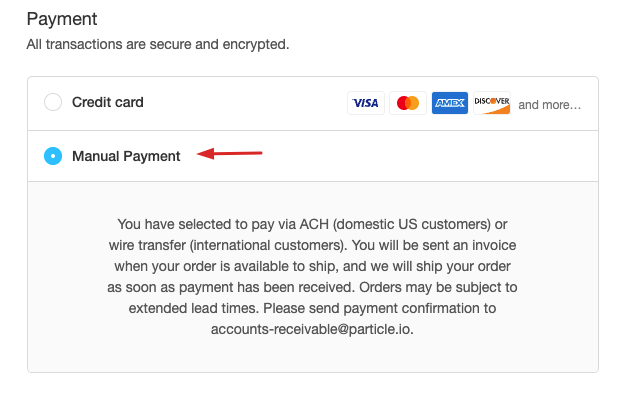 Payment
All transactions are secure and encrypted.
Credit card VISA AMEX DISCOVER and more...
Manual Payment
You have selected to pay via ACH (domestic US customers) or
wire transfer (international customers). You will be sent an invoice
when your order is available to ship, and we will ship your order
as soon as payment has been received. Orders may be subject to
extended lead times. Please send payment confirmation to
accounts-receivable@particle.io.